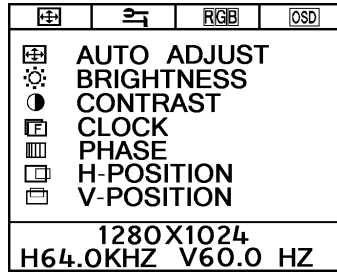 RGB OSD
AUTO ADJUST
BRIGHTNESS
CONTRAST
F CLOCK
PHASE
H-POSITION
V-POSITION
1280X1024
H64.0KHZ V60.0 HZ